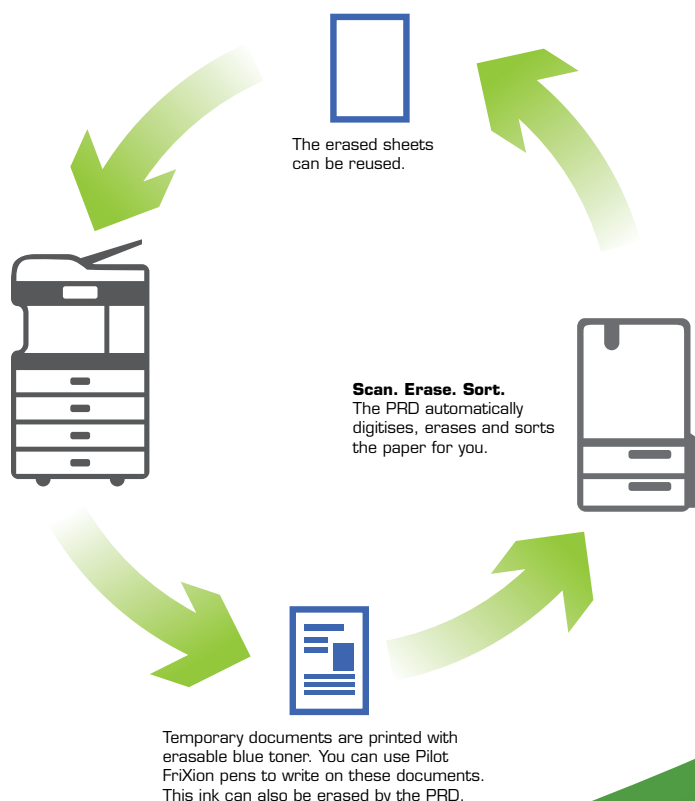 The erased sheets
can be reused.
Scan. Erase. Sort.
The PRD automatically
digitises, erases and sorts
the paper for you.
Temporary documents are printed with
erasable blue toner. You can use Pilot
FriXion pens to write on these documents.
This ink can also be erased by the PRD.